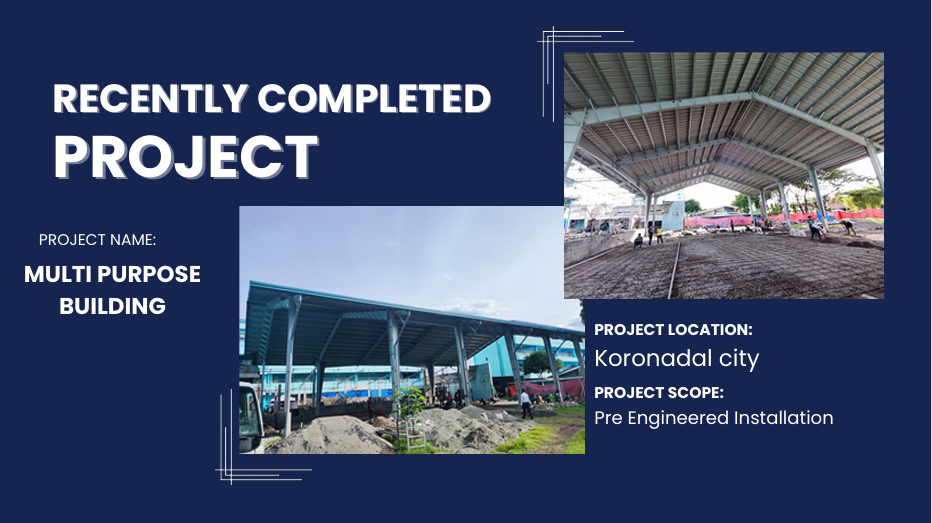 RECENTLY COMPLETED
PROJECT
PROJECT NAME:
MULTI PURPOSE
BUILDING
PROJECT LOCATION:
Koronadal city
PROJECT SCOPE:
Pre Engineered Installation